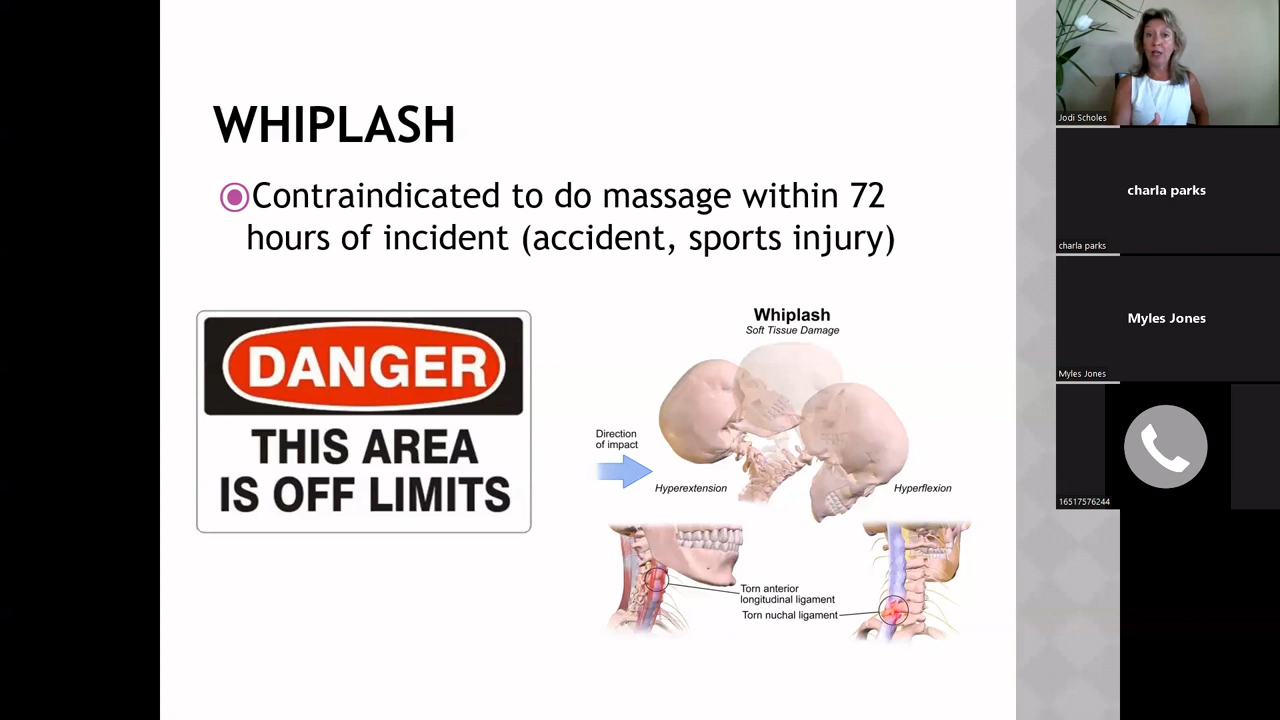 WHIPLASH
Contraindicated to do massage within 72
hours of incident (accident, sports injury)
DANGER
THIS AREA
IS OFF LIMITS
Whiplash
Soft Tissue Damage
Direction
of impact
Hyperextension
Hyperflexion
Torn anterior
longitudinal ligament
Torn nuchal ligament
Jodi Scholes
charla parks
charla parks
Myles Jones
Myles Jones
16517576244